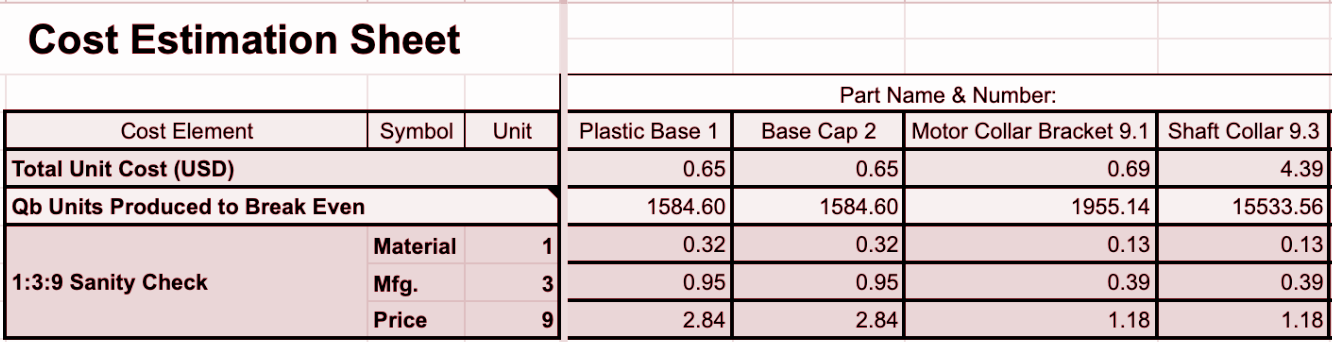 Cost Estimation Sheet
Part Name & Number:
Cost Element Symbol Unit Plastic Base 1 Base Cap 2 Motor Collar Bracket 9.1 Shaft Collar 9.3
Total Unit Cost (USD) 0.65 0.65 0.69 4.39
Qb Units Produced to Break Even 1584.60 1584.60 1955.14 15533.56
Material 1 0.32 0.32 0.13 0.13
1:3:9 Sanity Check Mfg. 3 0.95 0.95 0.39 0.39
Price 9 2.84 2.84 1.18 1.18